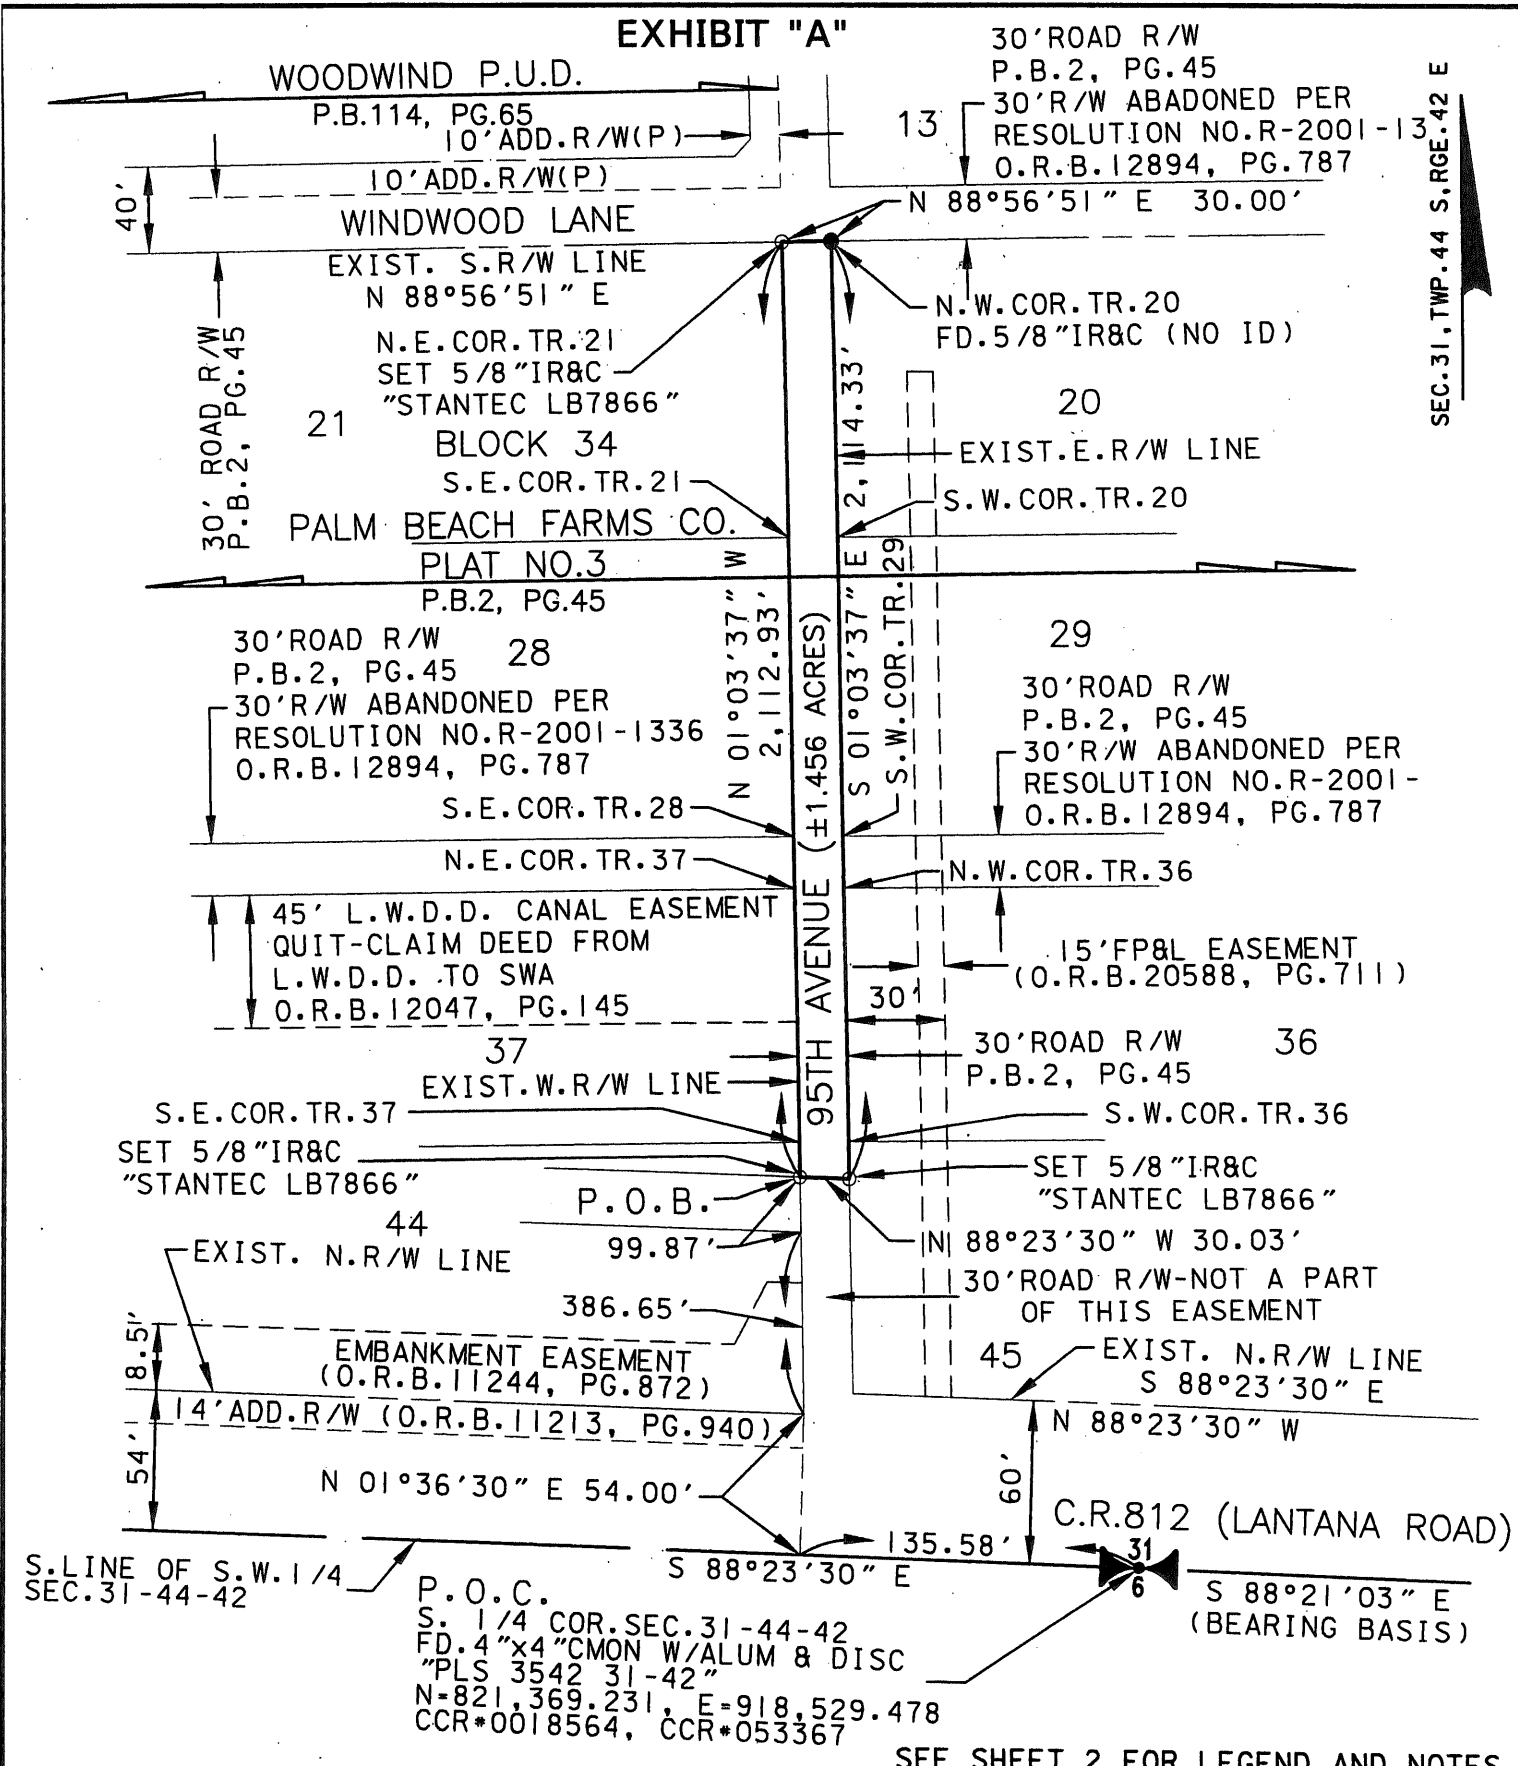 EXHIBIT "A"
30'ROAD R/W
P.B.2, PG.45
30'R/W ABADONED PER
RESOLUTION NO.R-2001-13
O.R.B.12894, PG.787
WOODWIND P.U.D.
P.B.114, PG.65
10'ADD.R/W(P)
10'ADD.R/W(P)
13
SEC.31,TWP.44 S,RGE.42 E
40'
WINDWOOD LANE
N 88°56'51" E 30.00'
EXIST. S.R/W LINE
N 88°56'51" E
N.W.COR.TR.20
FD.5/8"IR&C (NO ID)
N.E.COR.TR.21
SET 5/8"IR&C
"STANTEC LB7866"
30' ROAD R/W
P.B.2, PG.45
21
20
BLOCK 34
2,114.33'
EXIST.E.R/W LINE
S.E.COR.TR.21
S.W.COR.TR.20
PALM BEACH FARMS CO.
PLAT NO.3
P.B.2, PG.45
N 01°03'37" W
2,112.93'
95TH AVENUE (±1.456 ACRES)
S 01°03'37" E
S.W.COR.TR.29
28
29
30'ROAD R/W
P.B.2, PG.45
30'R/W ABANDONED PER
RESOLUTION NO.R-2001-1336
O.R.B.12894, PG.787
30'ROAD R/W
P.B.2, PG.45
30'R/W ABANDONED PER
RESOLUTION NO.R-2001-
O.R.B.12894, PG.787
S.E.COR.TR.28
N.E.COR.TR.37
N.W.COR.TR.36
45' L.W.D.D. CANAL EASEMENT
QUIT-CLAIM DEED FROM
L.W.D.D. TO SWA
O.R.B.12047, PG.145
15'FP&L EASEMENT
(O.R.B.20588, PG.711)
30'
37
36
30'ROAD R/W
P.B.2, PG.45
EXIST.W.R/W LINE
S.E.COR.TR.37
S.W.COR.TR.36
SET 5/8"IR&C
"STANTEC LB7866"
SET 5/8"IR&C
"STANTEC LB7866"
P.O.B.
44
99.87'
N 88°23'30" W 30.03'
EXIST. N.R/W LINE
30'ROAD R/W-NOT A PART
OF THIS EASEMENT
386.65'
8.5'
EMBANKMENT EASEMENT
(O.R.B.11244, PG.872)
45
EXIST. N.R/W LINE
S 88°23'30" E
14'ADD.R/W (O.R.B.11213, PG.940)
N 88°23'30" W
54'
60'
N 01°36'30" E 54.00'
C.R.812 (LANTANA ROAD)
135.58'
31
6
S 88°23'30" E
S 88°21'03" E
(BEARING BASIS)
S.LINE OF S.W.1/4
SEC.31-44-42
P.O.C.
S. 1/4 COR.SEC.31-44-42
FD.4"x4"CMON W/ALUM & DISC
"PLS 3542 31-42"
N=821,369.231, E=918,529.478
CCR#0018564, CCR#053367
SEE SHEET 2 FOR LEGEND AND NOTES